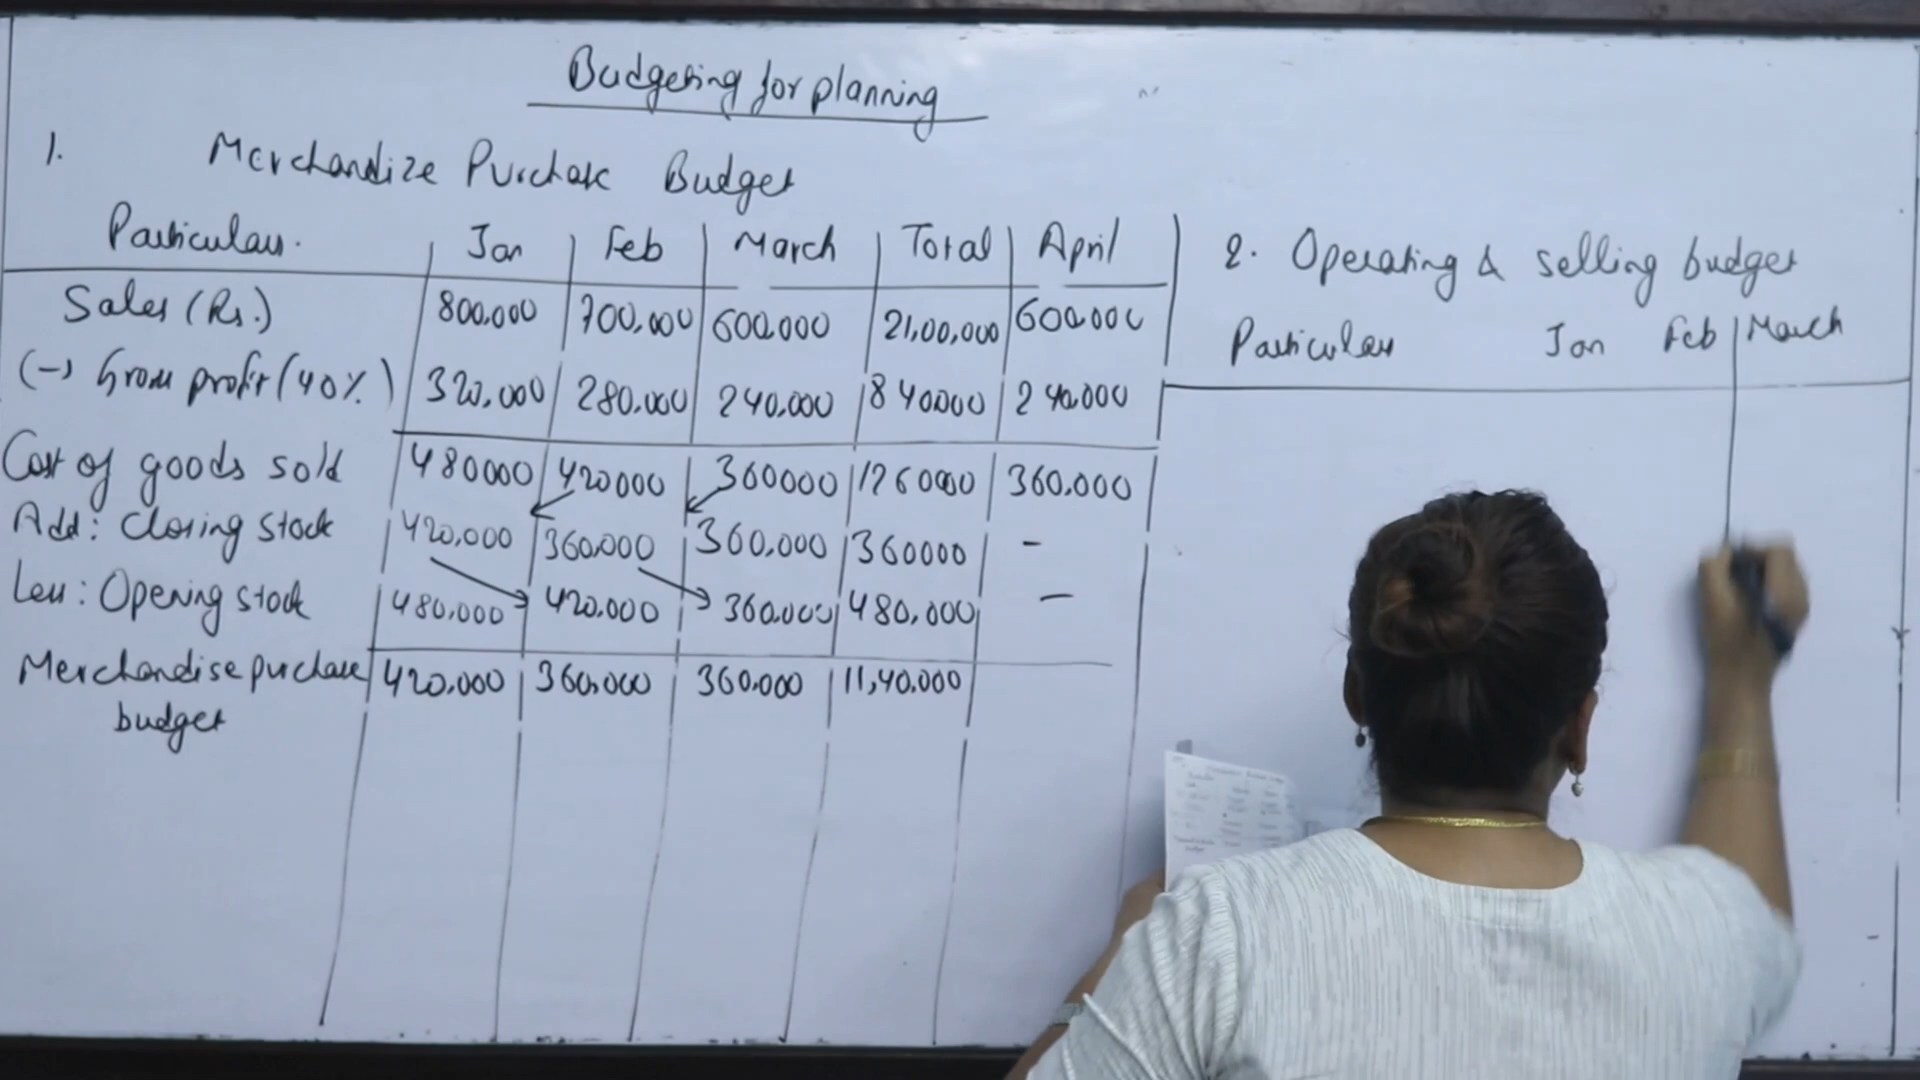 Budgeting for planning
1. Merchandize Purchase Budget
Particulars. Jan Feb March Total April
Sales (Rs.) 800.000 700.000 600.000 21,00,000 600.000
(-) Gross profit (40%) 320.000 280.000 240.000 840000 240.000
Cost of goods sold 480000 420000 360000 1260000 360.000
Add: Closing stock 420.000 360.000 360.000 360000 -
Less: Opening stock 480.000 420.000 360.000 480,000 -
Merchandise purchase 420.000 360.000 360.000 11,40.000
budget
2. Operating & selling budget
Particulars Jan Feb March